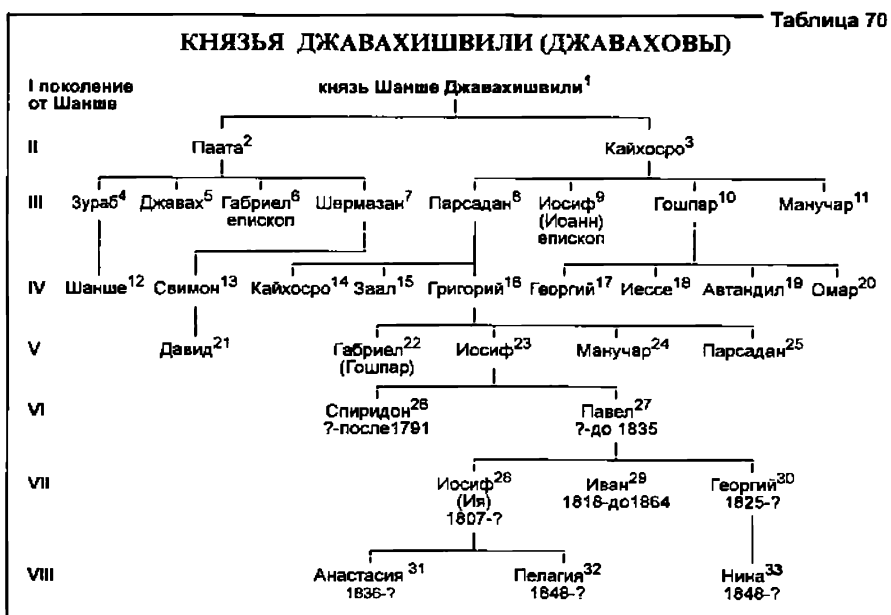 Таблица 70
КНЯЗЬЯ ДЖАВАХИШВИЛИ (ДЖАВАХОВЫ)
I поколение князь Шанше Джавахишвили¹
от Шанше
II Паата² Кайхосро³
III Зураб⁴ Джавах⁵ Габриел⁶ Шермазан⁷ Парсадан⁸ Иосиф⁹ Гошпар¹⁰ Манучар¹¹
епископ (Иоанн)
епископ
IV Шанше¹² Свимон¹³ Кайхосро¹⁴ Заал¹⁵ Григорий¹⁶ Георгий¹⁷ Иессе¹⁸ Автандил¹⁹ Омар²⁰
V Давид²¹ Габриел²² Иосиф²³ Манучар²⁴ Парсадан²⁵
(Гошпар)
VI Спиридон²⁶ Павел²⁷
?-после1791 ?-до 1835
VII Иосиф²⁸ Иван²⁹ Георгий³⁰
(Ия) 1818-до1864 1825-?
1807-?
VIII Анастасия³¹ Пелагия³² Нина³³
1836-? 1848-? 1848-?